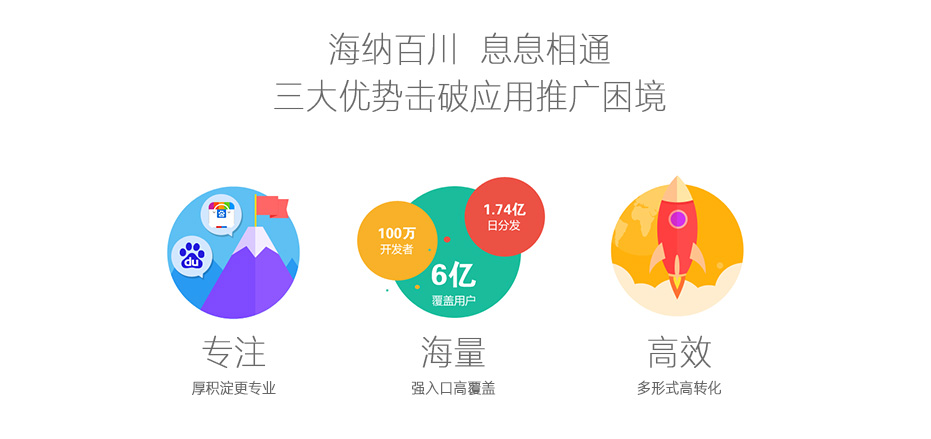 海纳百川 息息相通
三大优势击破应用推广困境
du
100万
开发者
1.74亿
日分发
6亿
覆盖用户
专注
海量
高效
厚积淀更专业
强入口高覆盖
多形式高转化